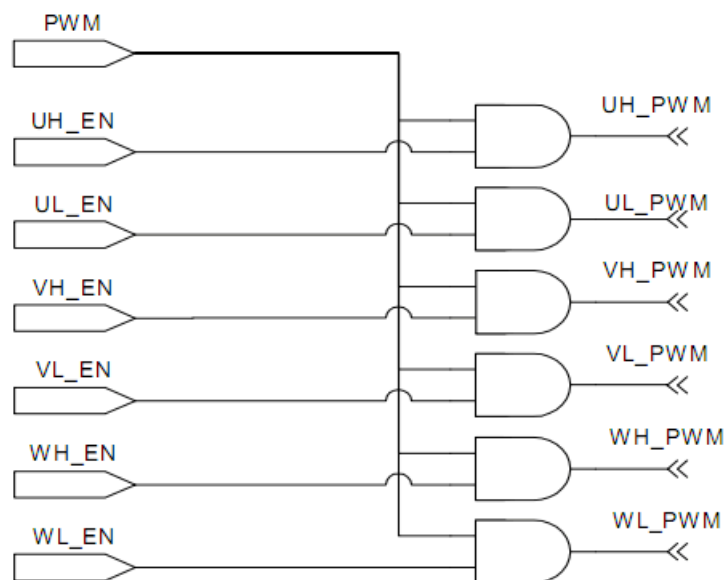 PWM
UH_EN
UH_PWM
UL_EN
UL_PWM
VH_EN
VH_PWM
VL_EN
VL_PWM
WH_EN
WH_PWM
WL_EN
WL_PWM